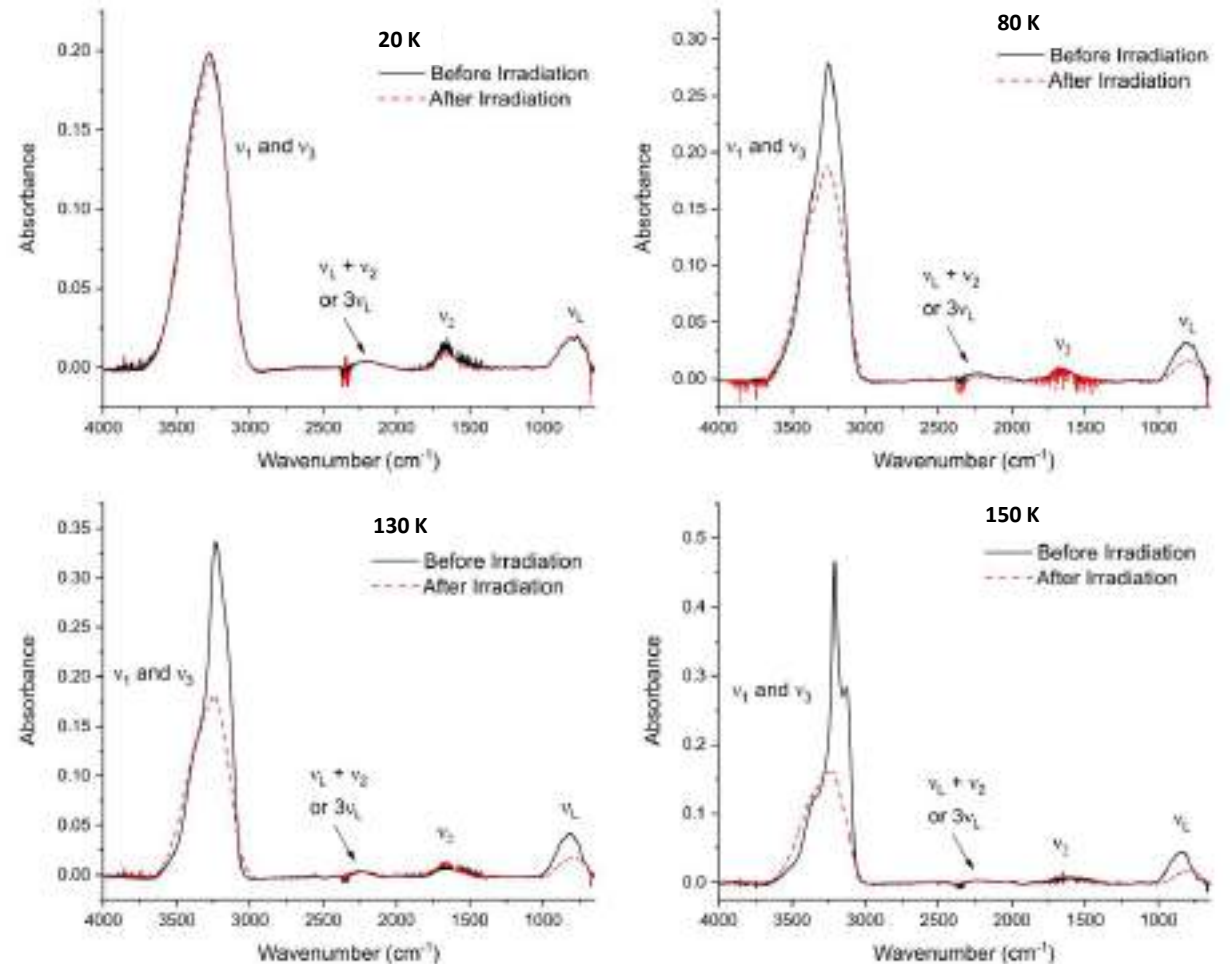 20 K
Before Irradiation
After Irradiation
ν1 and ν3
νL + ν2
or 3νL
ν2
νL
Absorbance
0.20
0.15
0.10
0.05
0.00
4000 3500 3000 2500 2000 1500 1000
Wavenumber (cm-1)
80 K
Before Irradiation
After Irradiation
ν1 and ν3
νL + ν2
or 3νL
ν2
νL
Absorbance
0.30
0.25
0.20
0.15
0.10
0.05
0.00
4000 3500 3000 2500 2000 1500 1000
Wavenumber (cm-1)
130 K
Before Irradiation
After Irradiation
ν1 and ν3
νL + ν2
or 3νL
ν2
νL
Absorbance
0.35
0.30
0.25
0.20
0.15
0.10
0.05
0.00
4000 3500 3000 2500 2000 1500 1000
Wavenumber (cm-1)
150 K
Before Irradiation
After Irradiation
ν1 and ν3
νL + ν2
or 3νL
ν2
νL
Absorbance
0.5
0.4
0.3
0.2
0.1
0.0
4000 3500 3000 2500 2000 1500 1000
Wavenumber (cm-1)